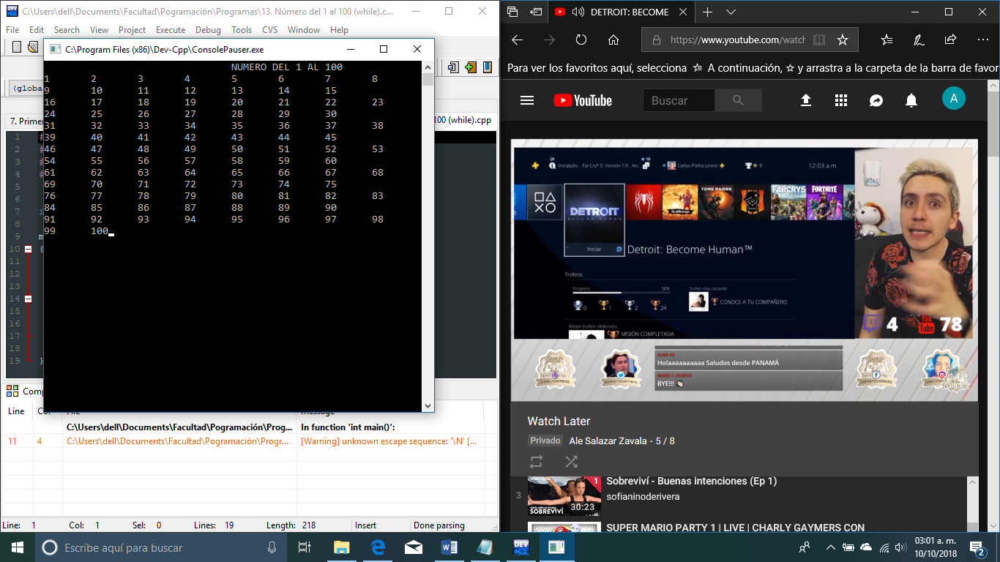 C:\Users\dell\Documents\Facultad\Pogramación\Programas\13. Número del 1 al 100 (while).c...
File Edit Search View Project Execute Debug Tools CVS Window Help
(globa
7. Primer
100 (while).cpp
1
2
3
4
5
6
7
8
9
10
11
12
13
14
15
16
17
18
19
C:\Program Files (x86)\Dev-Cpp\ConsolePauser.exe
NUMERO DEL 1 AL 100
1 2 3 4 5 6 7 8
9 10 11 12 13 14 15
16 17 18 19 20 21 22 23
24 25 26 27 28 29 30
31 32 33 34 35 36 37 38
39 40 41 42 43 44 45
46 47 48 49 50 51 52 53
54 55 56 57 58 59 60
61 62 63 64 65 66 67 68
69 70 71 72 73 74 75
76 77 78 79 80 81 82 83
84 85 86 87 88 89 90
91 92 93 94 95 96 97 98
99 100
Comp
Line Co File Message
C:\Users\dell\Documents\Facultad\Pogramación\Prog... In function 'int main()':
11 4 C:\Users\dell\Documents\Facultad\Pogramación\Progr... [Warning] unknown escape sequence: '\N' [...
Line: 1 Col: 1 Sel: 0 Lines: 19 Length: 218 Insert Done parsing
DETROIT: BECOME
https://www.youtube.com/watch
Para ver los favoritos aquí, selecciona A continuación, y arrastra a la carpeta de la barra de favor
YouTube
Buscar
A
Instalado Far Cry® 5. Versión 1.11 Arc
Carlos Portocarrero
9
12:03 a.m.
DETROIT
BECOME HUMAN
Iniciar
TOMB RAIDER
FARCRY5
FORTNITE
Detroit: Become Human™
Trofeos
Progreso 50%
0 1 2 24
Trofeo más reciente
CONOCE A TU COMPAÑERO
Mejor trofeo obtenido
MISIÓN COMPLETADA
4 You Tube 78
Holaaaaaaaaaa Saludos desde PANAMÁ
BYE!!!
CHARLYGAYMERS
CHPORTOCARRERO
Watch Later
Privado Ale Salazar Zavala - 5 / 8
3
1
SOBREVIVÍ
30:23
Sobreviví - Buenas intenciones (Ep 1)
sofianinoderivera
SUPER MARIO PARTY 1 | LIVE | CHARLY GAYMERS CON
Escribe aquí para buscar
DEV
03:01 a. m.
10/10/2018
2